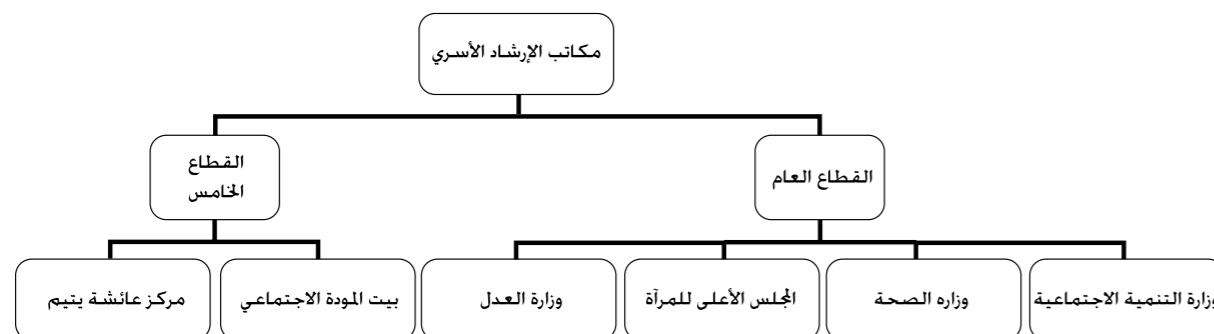 مكاتب الإرشاد الأسري
القطاع العام
القطاع
الخامس
وزارة التنمية الاجتماعية
وزاره الصحة
المجلس الأعلى للمرآة
وزارة العدل
بيت المودة الاجتماعي
مركز عائشة يتيم